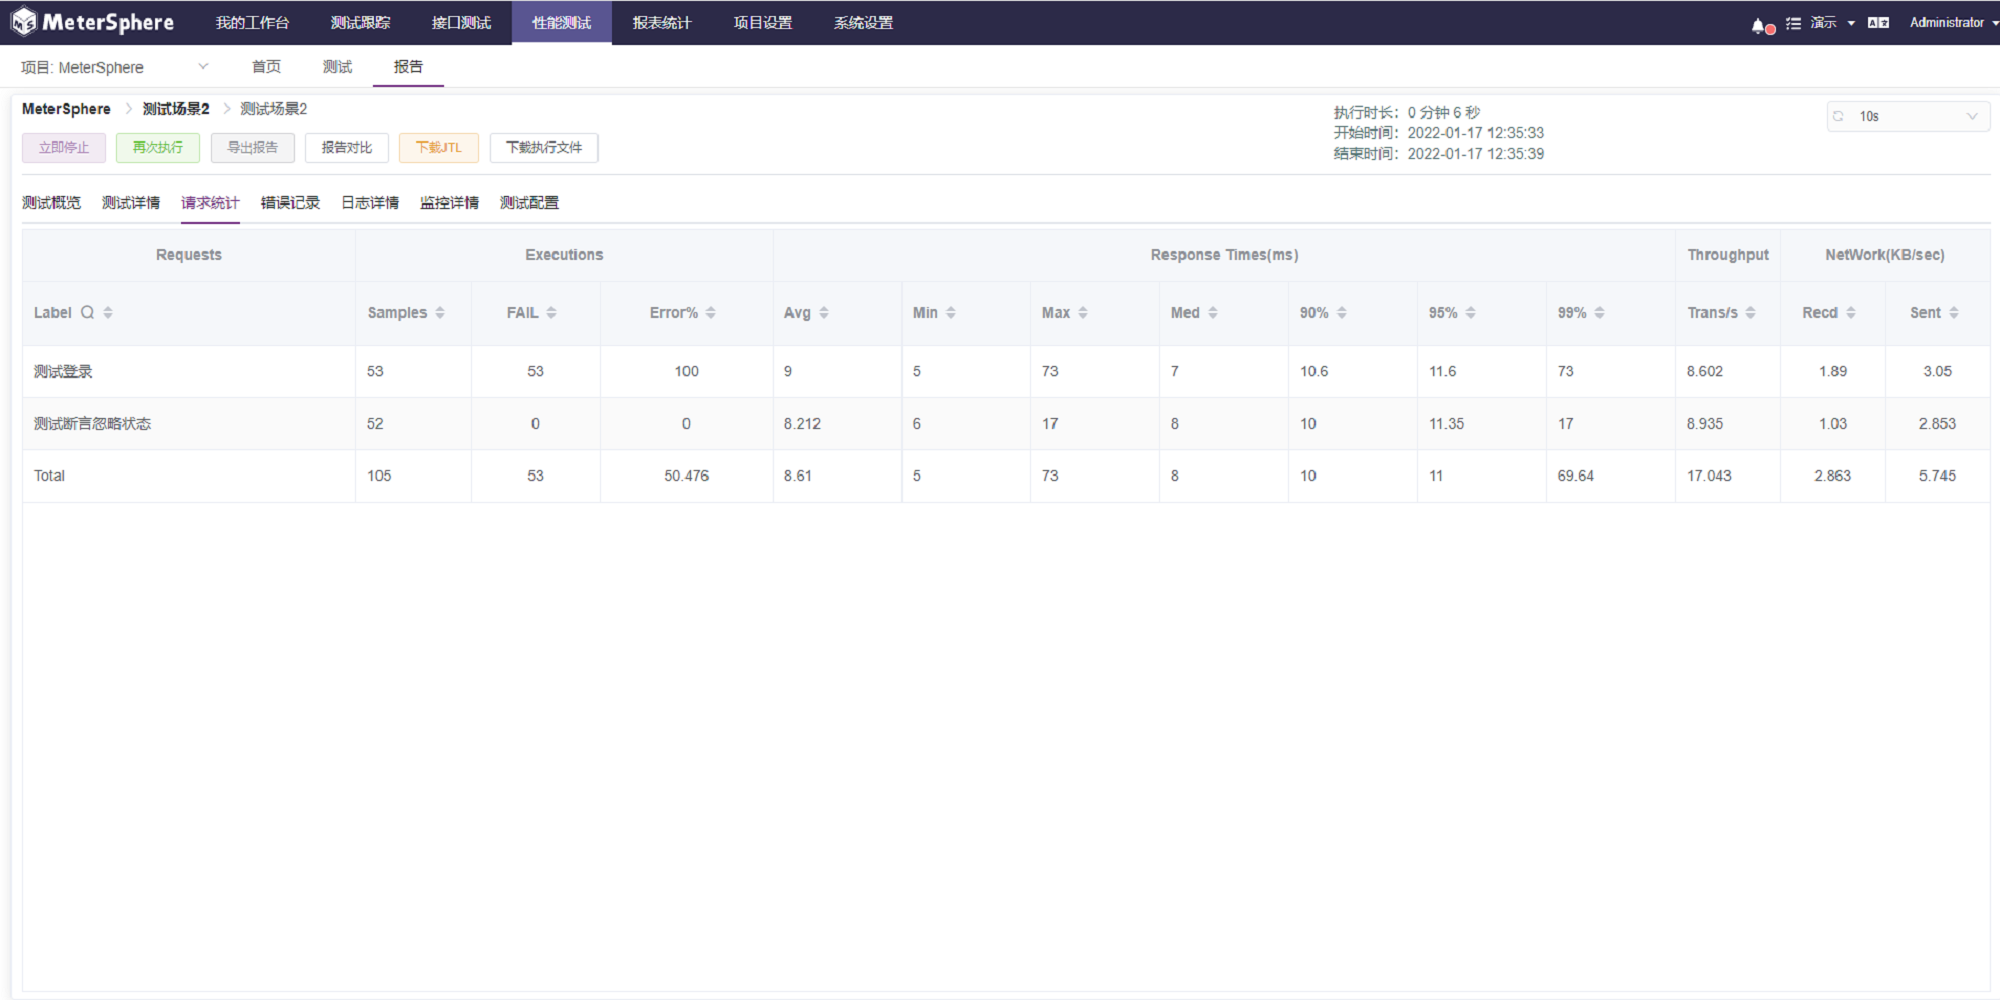 MeterSphere 我的工作台 测试跟踪 接口测试 性能测试 报表统计 项目设置 系统设置 演示 Administrator
项目: MeterSphere 首页 测试 报告
MeterSphere > 测试场景2 > 测试场景2
执行时长：0 分钟 6 秒
开始时间：2022-01-17 12:35:33
结束时间：2022-01-17 12:35:39
10s
立即停止 再次执行 导出报告 报告对比 下载JTL 下载执行文件
测试概览 测试详情 请求统计 错误记录 日志详情 监控详情 测试配置
Requests Executions Response Times(ms) Throughput NetWork(KB/sec)
Label Samples FAIL Error% Avg Min Max Med 90% 95% 99% Trans/s Recd Sent
测试登录 53 53 100 9 5 73 7 10.6 11.6 73 8.602 1.89 3.05
测试断言忽略状态 52 0 0 8.212 6 17 8 10 11.35 17 8.935 1.03 2.853
Total 105 53 50.476 8.61 5 73 8 10 11 69.64 17.043 2.863 5.745